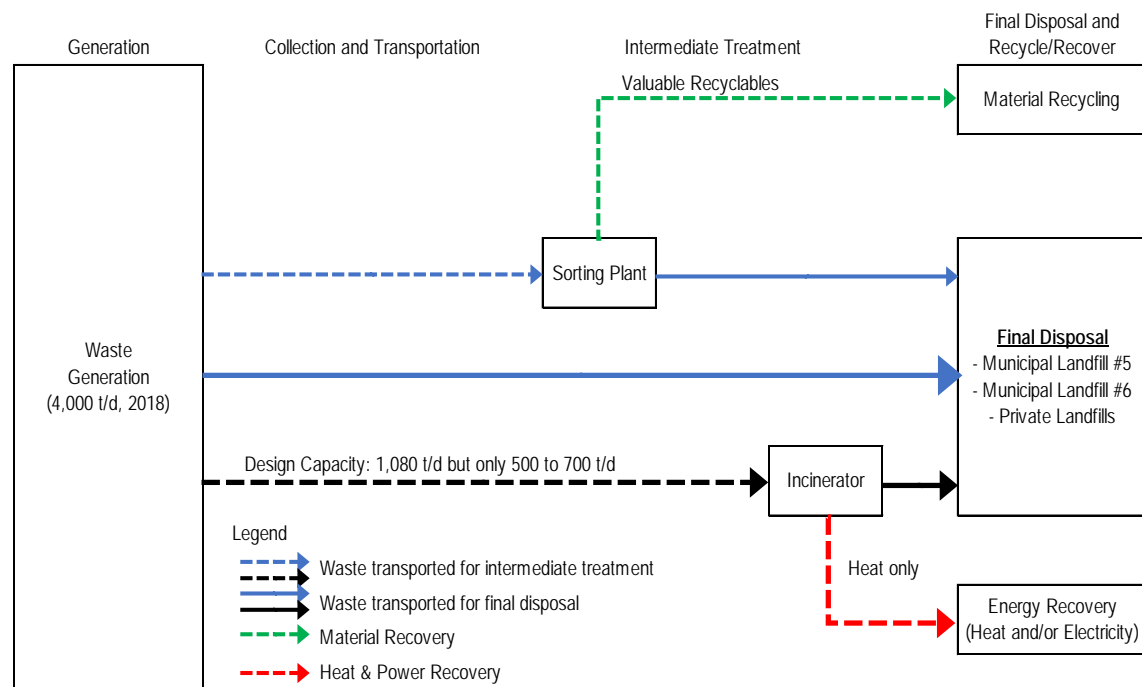 Generation
Collection and Transportation
Intermediate Treatment
Final Disposal and
Recycle/Recover
Valuable Recyclables
Material Recycling
Sorting Plant
Waste
Generation
(4,000 t/d, 2018)
Final Disposal
- Municipal Landfill #5
- Municipal Landfill #6
- Private Landfills
Design Capacity: 1,080 t/d but only 500 to 700 t/d
Incinerator
Legend
Waste transported for intermediate treatment
Waste transported for final disposal
Material Recovery
Heat & Power Recovery
Heat only
Energy Recovery
(Heat and/or Electricity)